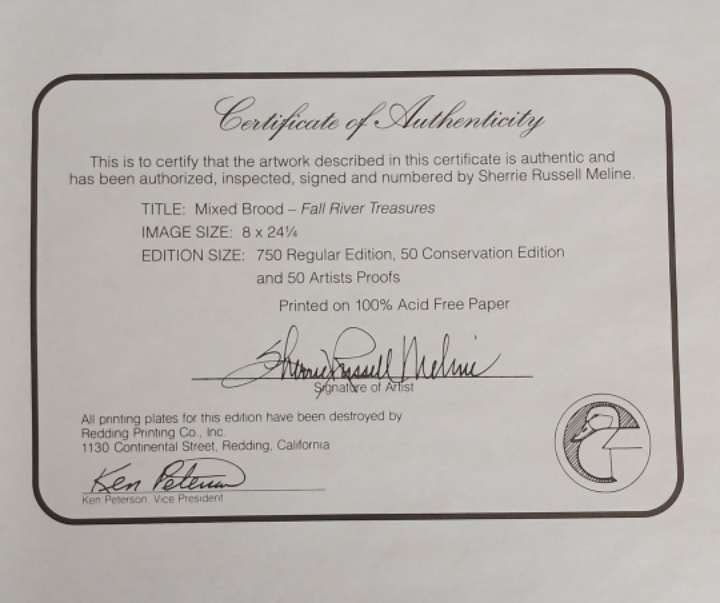 Certificate of Authenticity
This is to certify that the artwork described in this certificate is authentic and
has been authorized, inspected, signed and numbered by Sherrie Russell Meline.
TITLE: Mixed Brood – Fall River Treasures
IMAGE SIZE: 8 x 24¼
EDITION SIZE: 750 Regular Edition, 50 Conservation Edition
and 50 Artists Proofs
Printed on 100% Acid Free Paper
Sherrie Russell Meline
Signature of Artist
All printing plates for this edition have been destroyed by
Redding Printing Co., Inc.
1130 Continental Street, Redding, California
Ken Peterson
Ken Peterson, Vice President